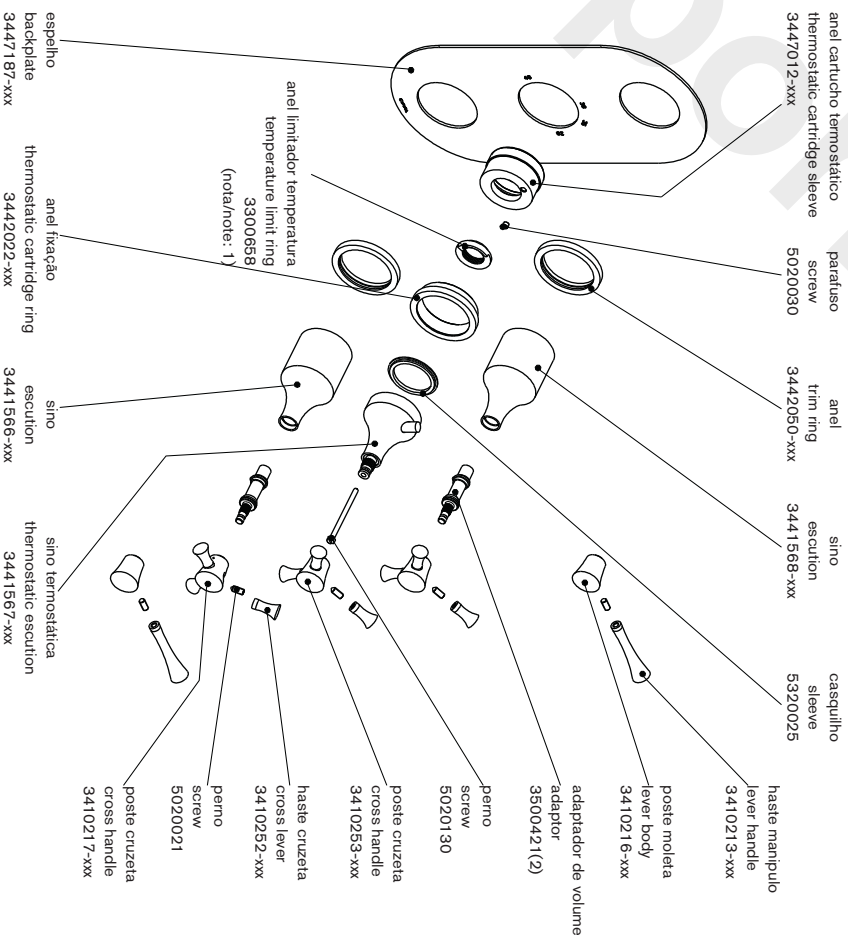 anel cartucho termostático
thermostatic cartridge sleeve
3447012-xxx
parafuso
screw
5020030
anel
trim ring
3442050-xxx
sino
escution
3441568-xxx
casquilho
sleeve
5320025
haste manipulo
lever handle
3410213-xxx
poste moleta
lever body
3410216-xxx
adaptador de volume
adaptor
3500421(2)
perno
screw
5020130
poste cruzeta
cross handle
3410253-xxx
haste cruzeta
cross lever
3410252-xxx
perno
screw
5020021
poste cruzeta
cross handle
3410217-xxx
anel limitador temperatura
temperature limit ring
3300658
(nota/note: 1)
espelho
backplate
3447187-xxx
anel fixação
thermostatic cartridge ring
3442022-xxx
sino
escution
3441566-xxx
sino termostática
thermostatic escution
3441567-xxx